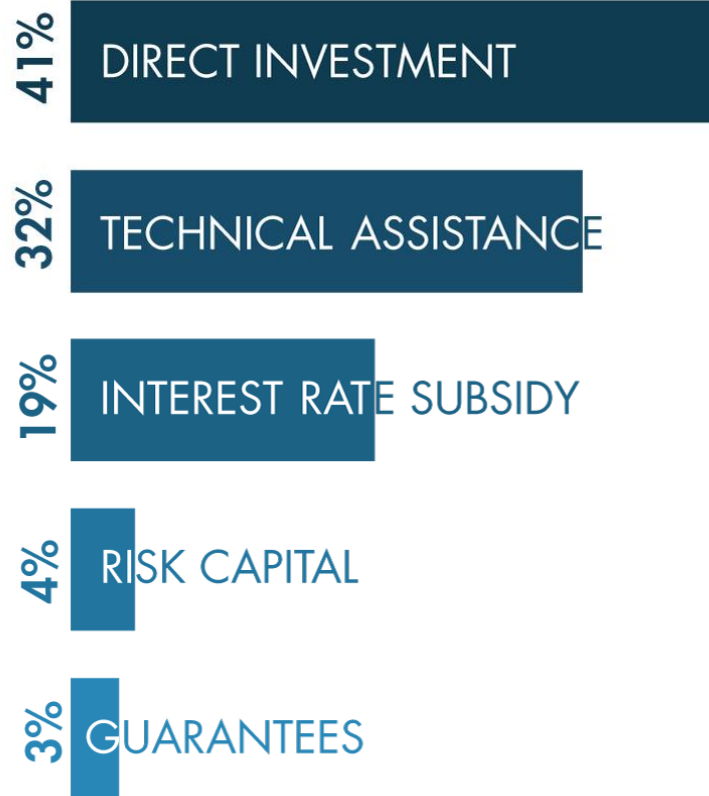 41%
DIRECT INVESTMENT
32%
TECHNICAL ASSISTANCE
19%
INTEREST RATE SUBSIDY
4%
RISK CAPITAL
3%
GUARANTEES